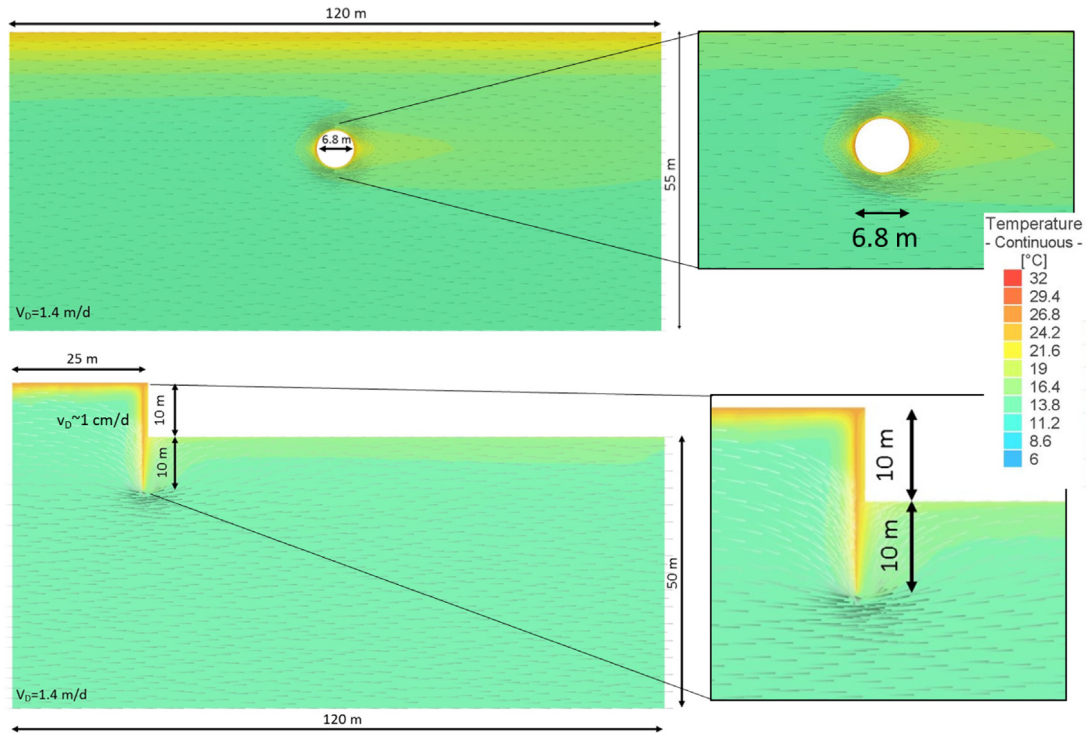 120 m
6.8 m
55 m
V_D=1.4 m/d
6.8 m
Temperature
- Continuous -
[°C]
32
29.4
26.8
24.2
21.6
19
16.4
13.8
11.2
8.6
6
25 m
v_D~1 cm/d
10 m
10 m
50 m
V_D=1.4 m/d
120 m
10 m
10 m